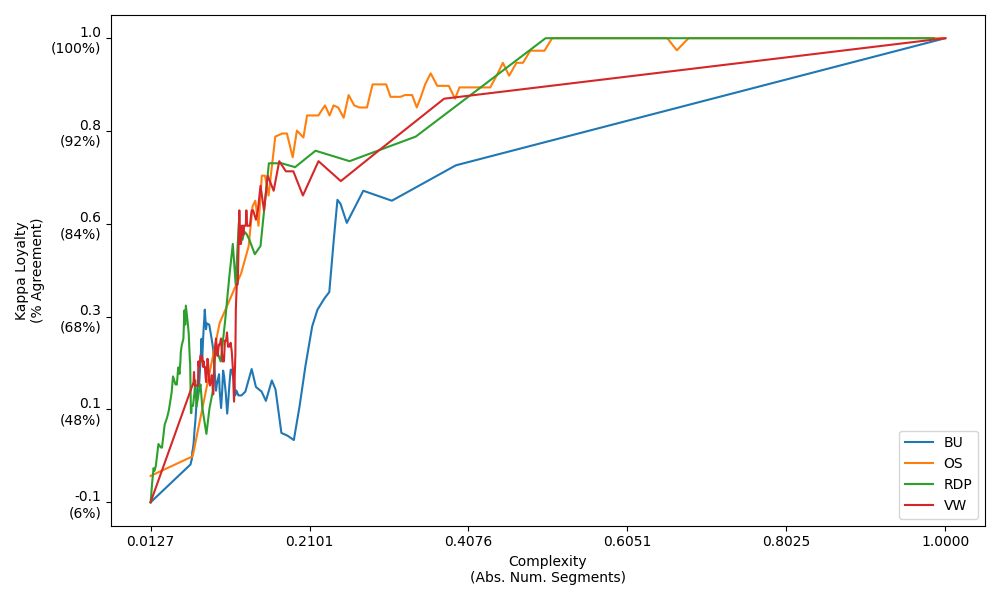 1.0
(100%)
0.8
(92%)
0.6
(84%)
0.3
(68%)
0.1
(48%)
-0.1
(6%)
Kappa Loyalty
(% Agreement)
0.0127
0.2101
0.4076
0.6051
0.8025
1.0000
Complexity
(Abs. Num. Segments)
BU
OS
RDP
VW